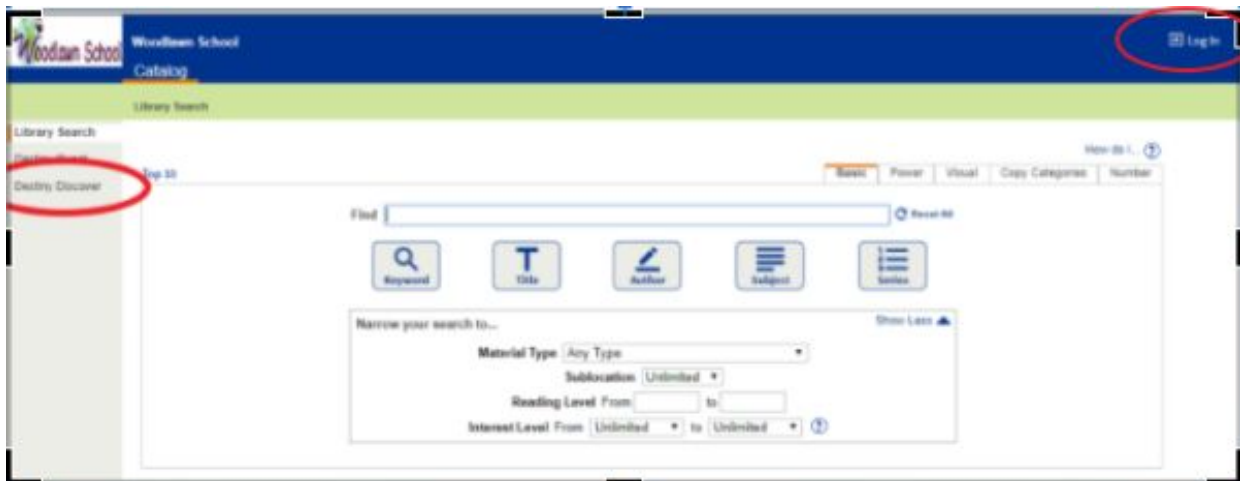 Woodlawn School
Woodlawn School
Log In
Catalog
Library Search
Library Search
How do I... ?
Destiny Discover
Top 10
Basic Power Visual Copy Categories Number
Find
Reset All
Keyword Title Author Subject Series
Narrow your search to...
Show Less
Material Type Any Type
Sublocation Unlimited
Reading Level From to
Interest Level From Unlimited to Unlimited ?